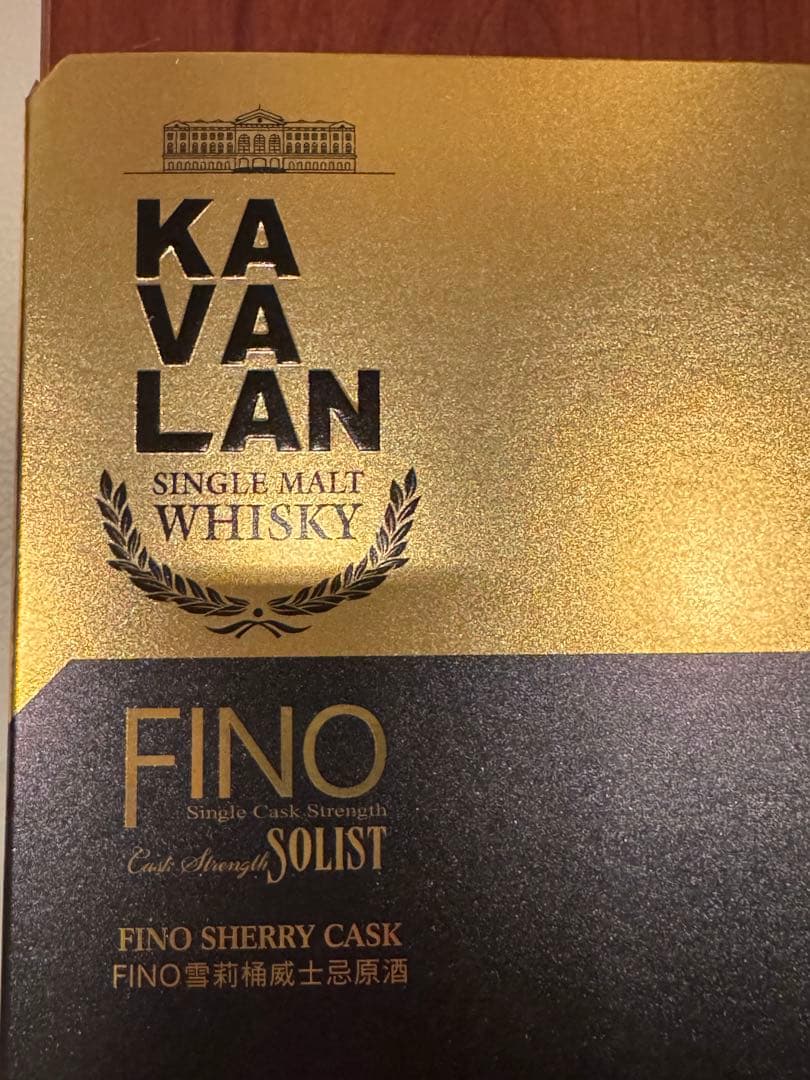 KA
VA
LAN
SINGLE MALT
WHISKY
FINO
Single Cask Strength
Cask Strength SOLIST
FINO SHERRY CASK
FINO雪莉桶威士忌原酒